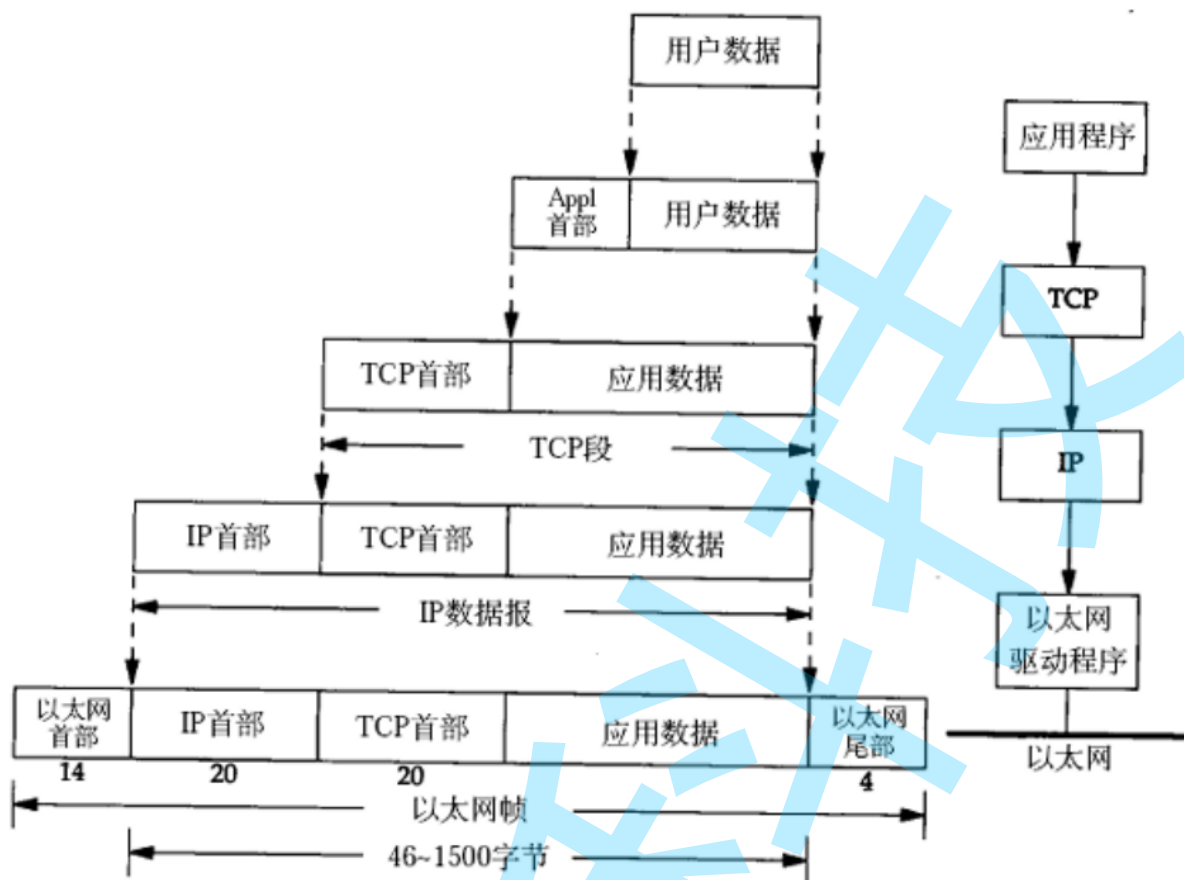 用户数据
应用程序
Appl
首部
用户数据
TCP
TCP首部
应用数据
TCP段
IP
IP首部
TCP首部
应用数据
IP数据报
以太网
驱动程序
以太网
首部
IP首部
TCP首部
应用数据
以太网
尾部
以太网
14
20
20
4
以太网帧
46~1500字节